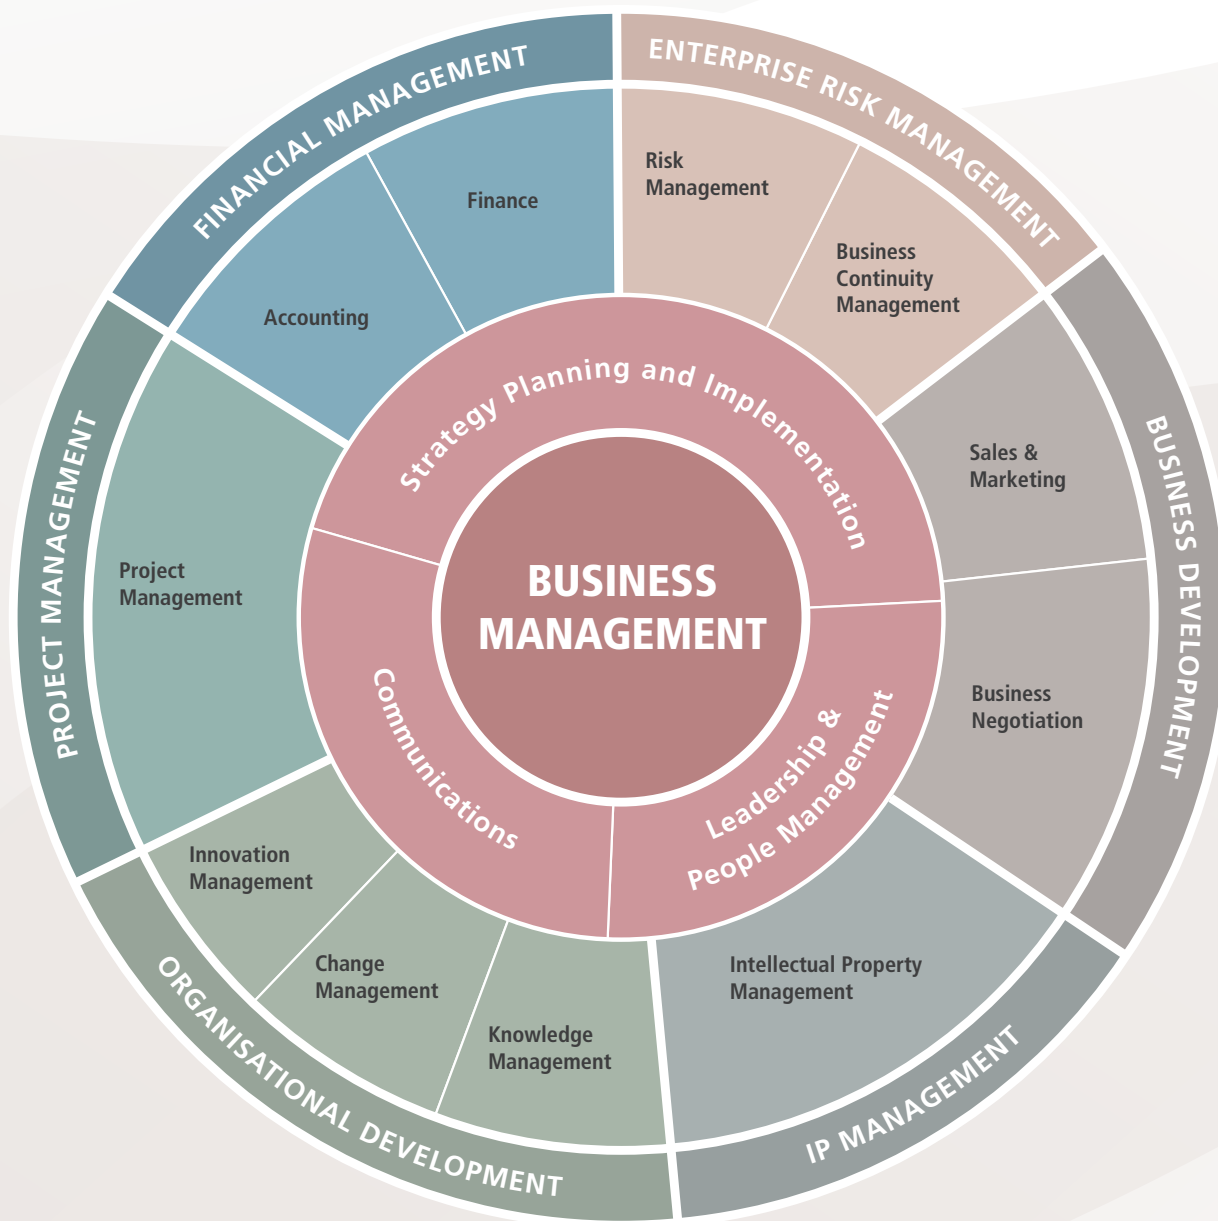 FINANCIAL MANAGEMENT
ENTERPRISE RISK MANAGEMENT
Finance
Risk
Management
Business
Continuity
Management
Accounting
Strategy Planning and Implementation
Sales &
Marketing
BUSINESS DEVELOPMENT
PROJECT MANAGEMENT
Project
Management
BUSINESS
MANAGEMENT
Business
Negotiation
Communications
Leadership &
People Management
Innovation
Management
Change
Management
Knowledge
Management
Intellectual Property
Management
ORGANISATIONAL DEVELOPMENT
IP MANAGEMENT